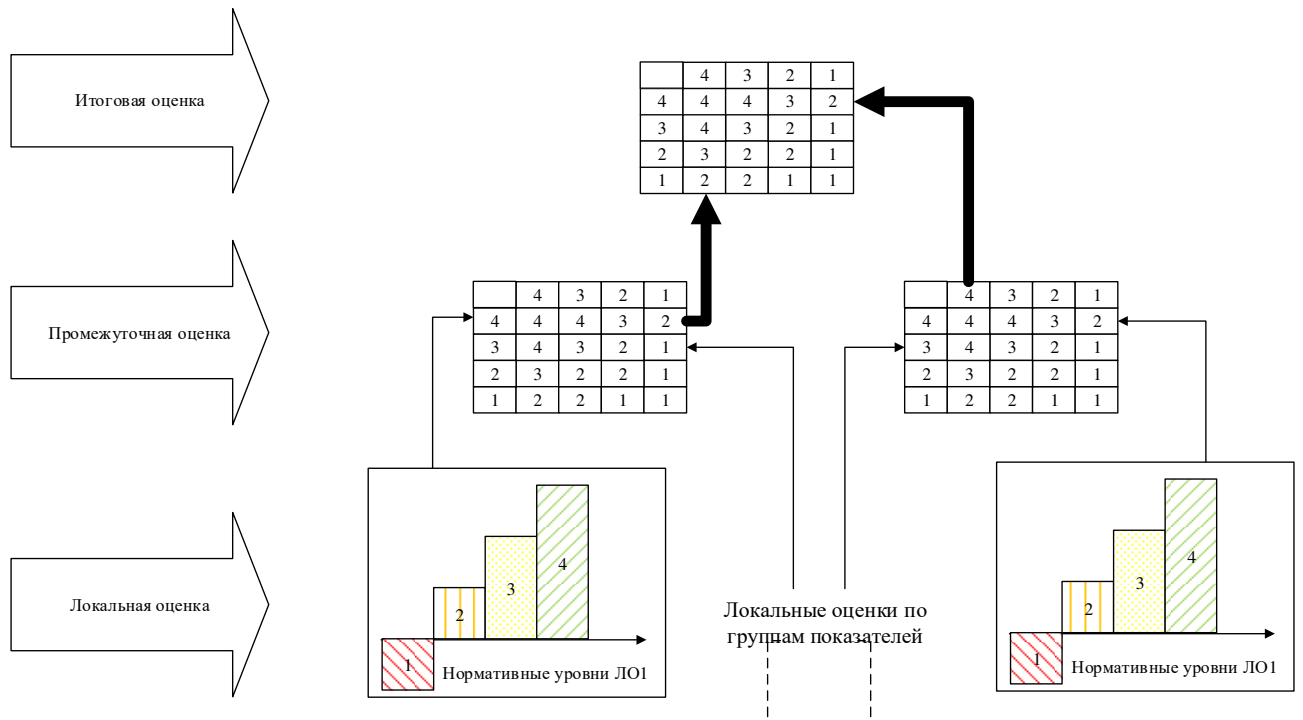 Итоговая оценка
4 3 2 1
4 4 4 3 2
3 4 3 2 1
2 3 2 2 1
1 2 2 1 1
Промежуточная оценка
4 3 2 1
4 4 4 3 2
3 4 3 2 1
2 3 2 2 1
1 2 2 1 1
4 3 2 1
4 4 4 3 2
3 4 3 2 1
2 3 2 2 1
1 2 2 1 1
Локальная оценка
4
3
2
1
Нормативные уровни ЛО1
Локальные оценки по
группам показателей
4
3
2
1
Нормативные уровни ЛО1